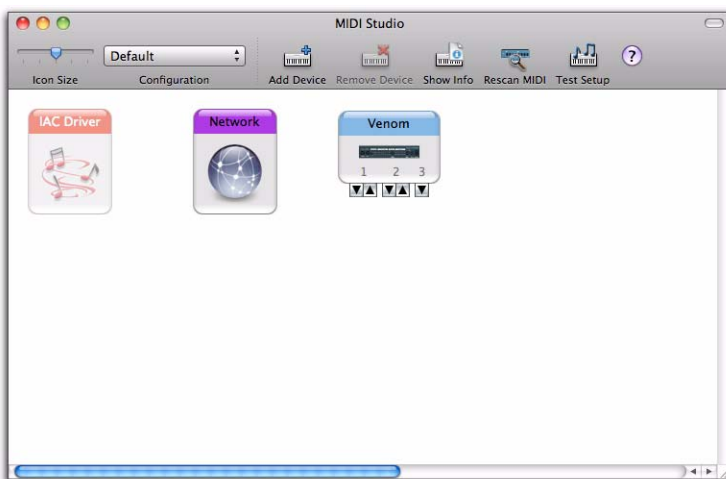 MIDI Studio
Default
Icon Size Configuration Add Device Remove Device Show Info Rescan MIDI Test Setup ?
IAC Driver Network Venom
1 2 3